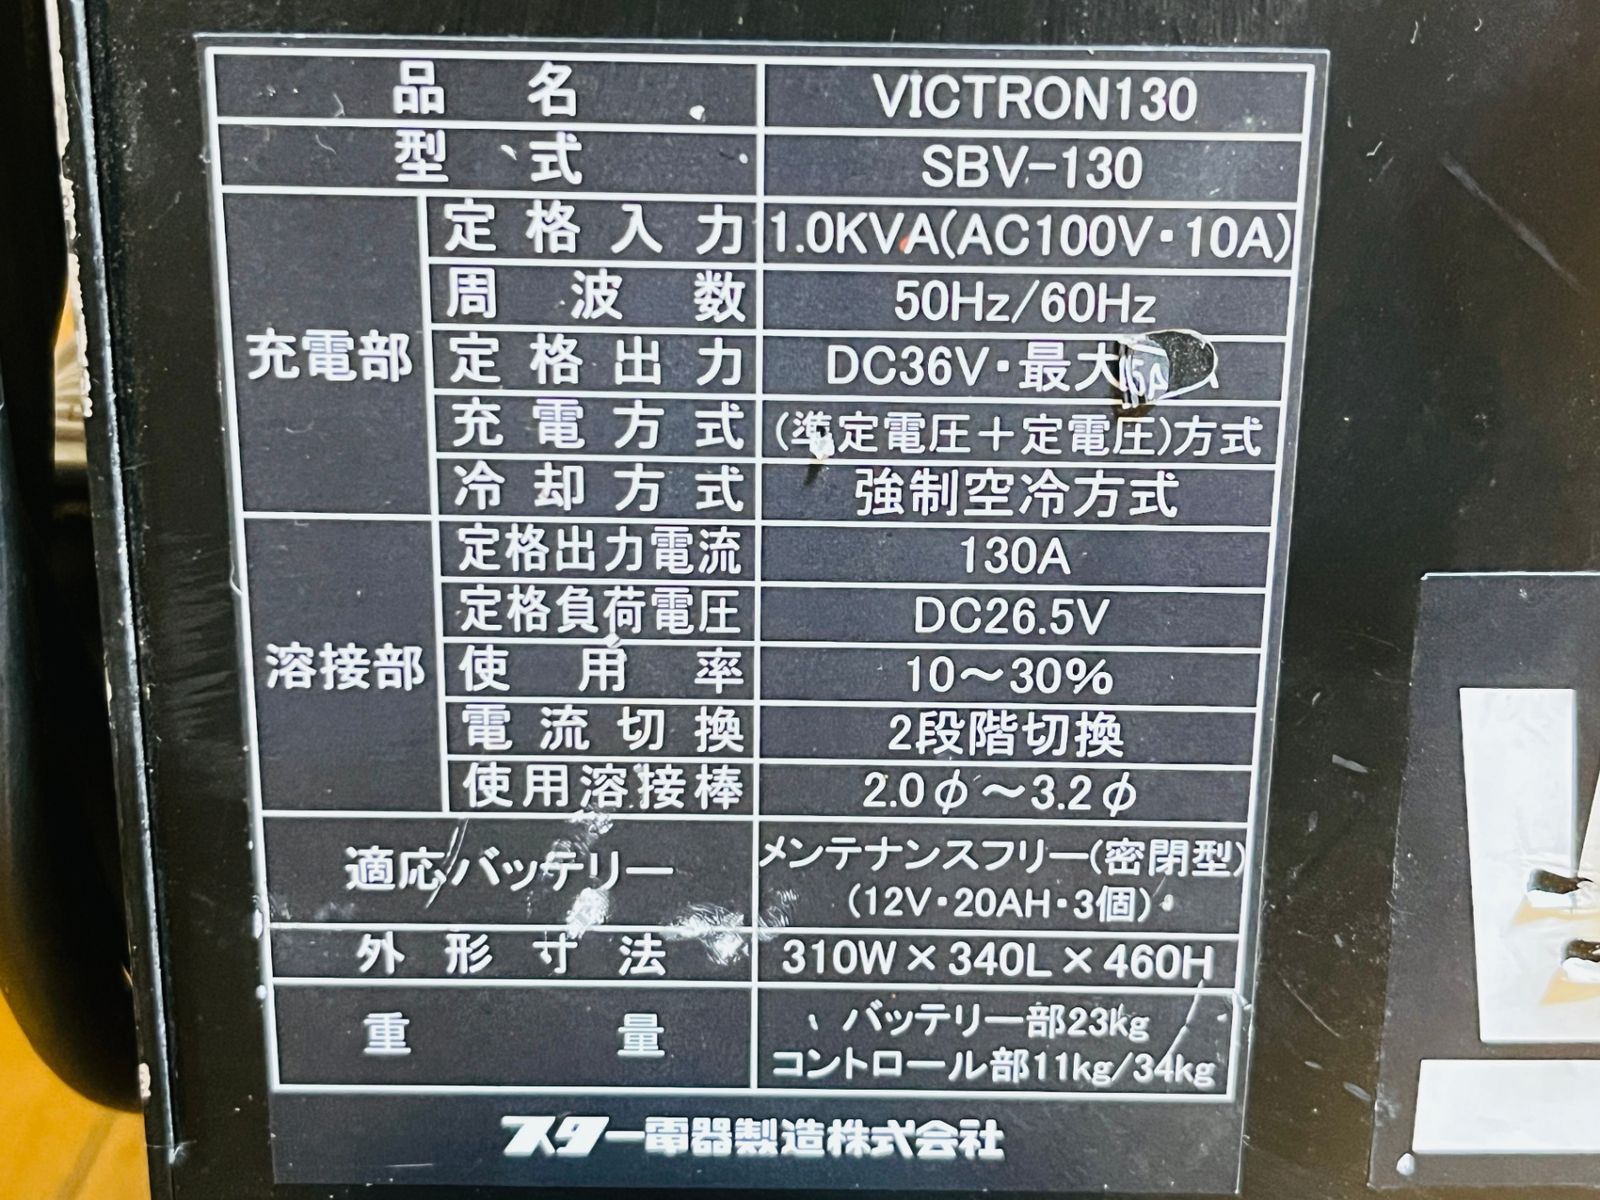 品名 VICTRON130
型式 SBV-130
充電部
定格入力 1.0KVA(AC100V・10A)
周波数 50Hz/60Hz
定格出力 DC36V・最大
充電方式 (準定電圧+定電圧)方式
冷却方式 強制空冷方式
溶接部
定格出力電流 130A
定格負荷電圧 DC26.5V
使用率 10～30%
電流切換 2段階切換
使用溶接棒 2.0φ～3.2φ
適応バッテリー メンテナンスフリー(密閉型)
(12V・20AH・3個)
外形寸法 310W×340L×460H
重量 バッテリー部23kg
コントロール部11kg/34kg
スター電器製造株式会社